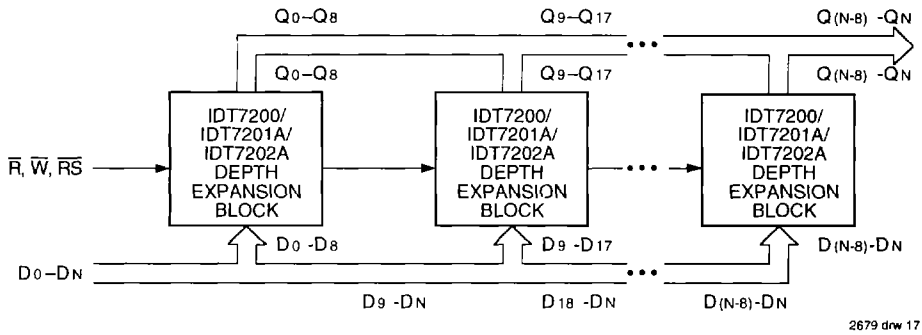 Q0–Q8 Q9–Q17 Q(N-8) -QN
Q0–Q8 Q9–Q17 Q(N-8) -QN
IDT7200/
IDT7201A/
IDT7202A
DEPTH
EXPANSION
BLOCK
IDT7200/
IDT7201A/
IDT7202A
DEPTH
EXPANSION
BLOCK
IDT7200/
IDT7201A/
IDT7202A
DEPTH
EXPANSION
BLOCK
R̅, W̅, R̅S̅
D0 -D8 D9 -D17 D(N-8)-DN
D0–DN
D9 -DN D18 -DN D(N-8)-DN
2679 drw 17